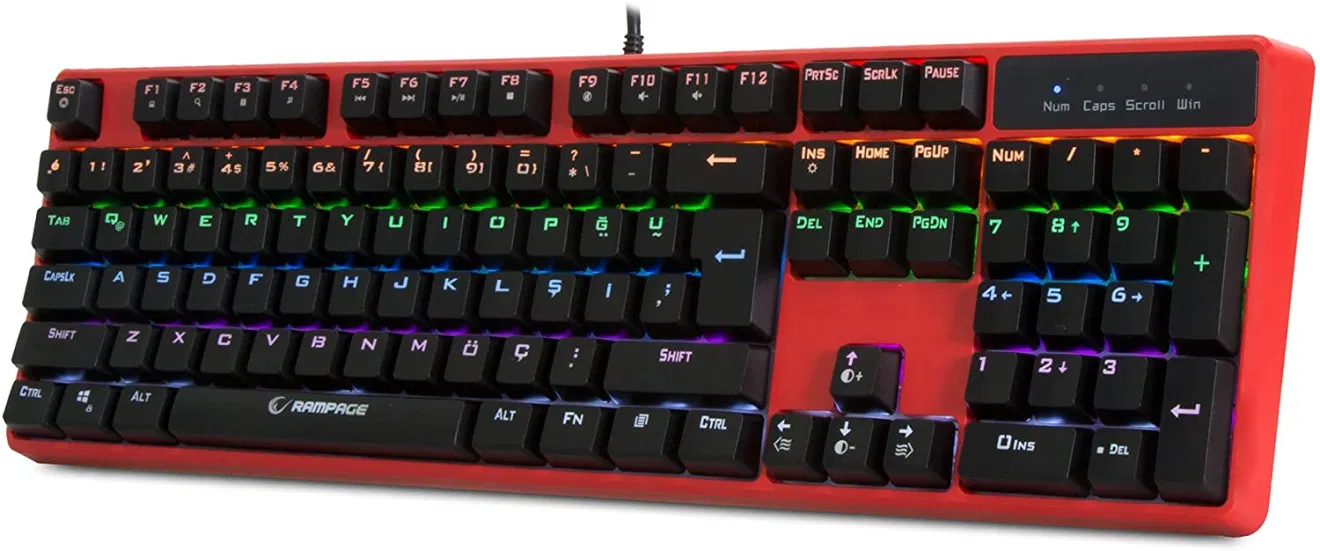 Esc F1 F2 F3 F4 F5 F6 F7 F8 F9 F10 F11 F12 PrtSc ScrLk Pause
Num Caps Scroll Win
é 1 ! 2 ' ^ 3 # + 4 $ 5 % 6 & / 7 { ( 8 [ ) 9 ] = 0 } ? * \ _ - ← Ins Home PgUp Num / * -
Tab Q @ W E R T Y U I O P Ğ ¨ Ü ~ Del End PgDn 7 8 ↑ 9 +
CapsLk A S D F G H J K L Ş İ ; , 4 ← 5 6 →
Shift Z X C V B N M Ö Ç : . Shift ↑ + 1 2 ↓ 3
Ctrl Alt RAMPAGE Alt Fn Ctrl ← ↓ - → 0 Ins Del